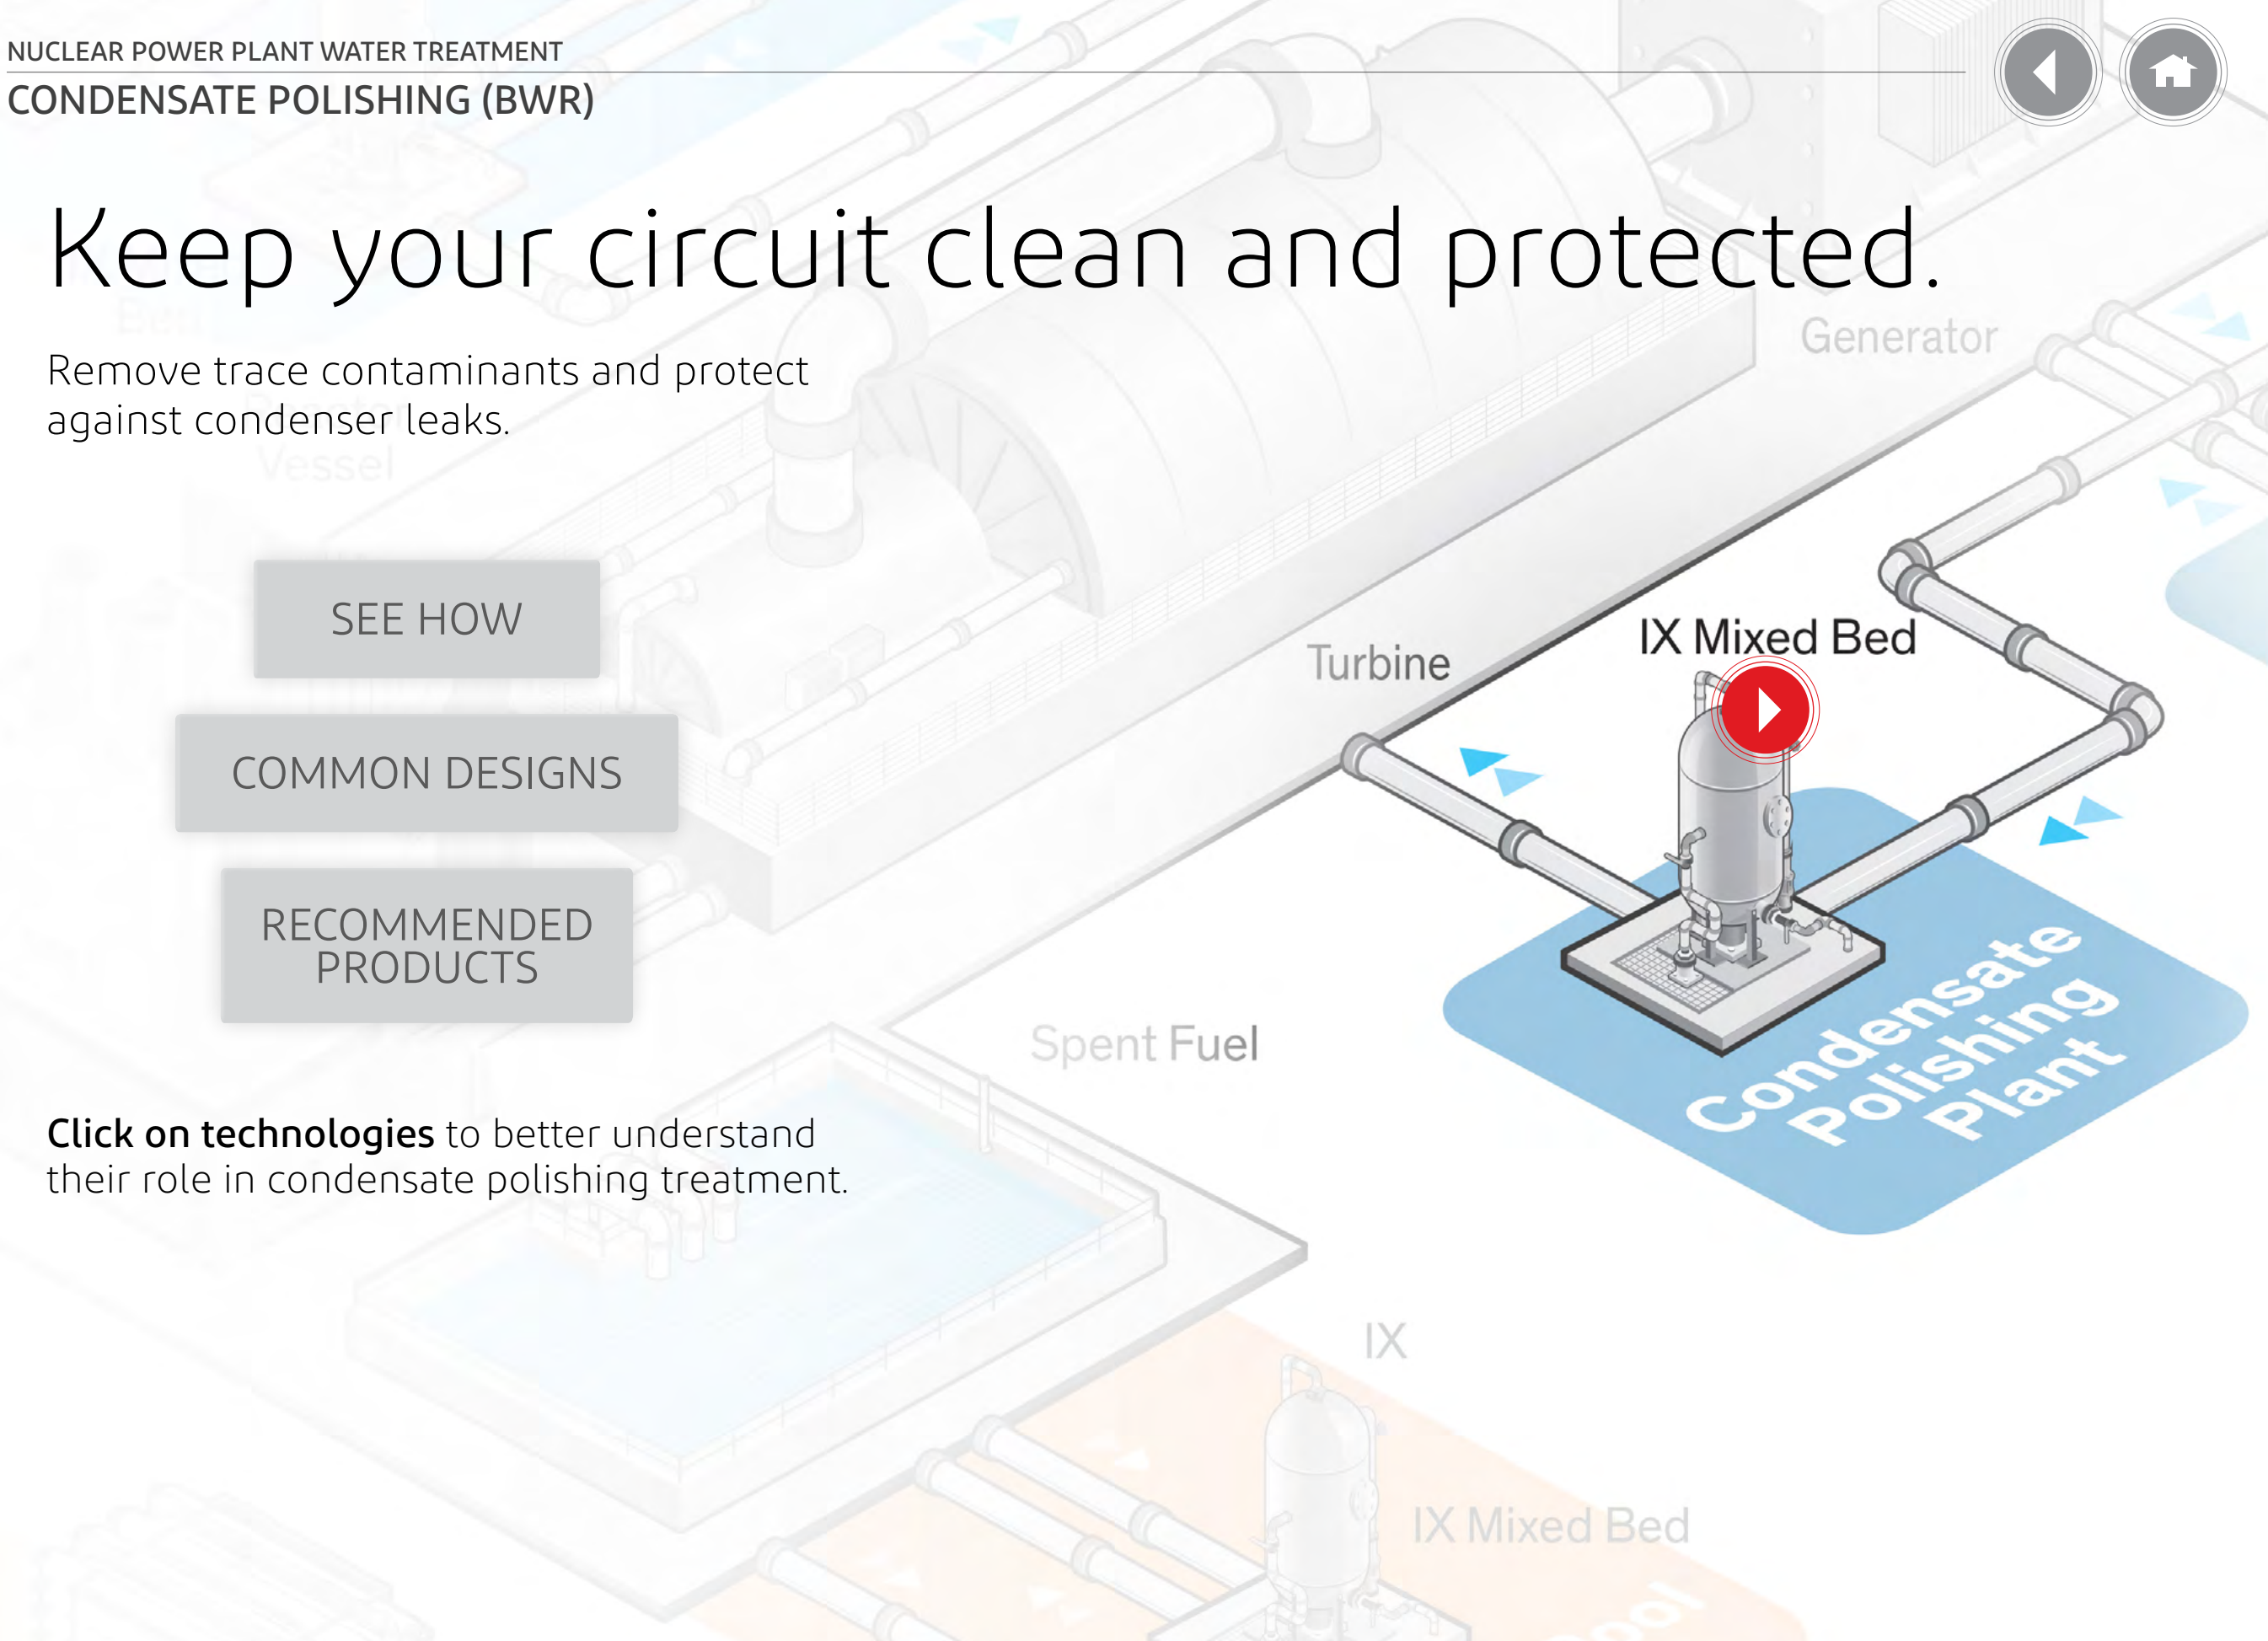 NUCLEAR POWER PLANT WATER TREATMENT
CONDENSATE POLISHING (BWR)
Keep your circuit clean and protected.
Remove trace contaminants and protect
against condenser leaks.
Vessel
Generator
SEE HOW
COMMON DESIGNS
RECOMMENDED
PRODUCTS
Turbine
IX Mixed Bed
Condensate
Polishing
Plant
Spent Fuel
Click on technologies to better understand
their role in condensate polishing treatment.
IX
IX Mixed Bed